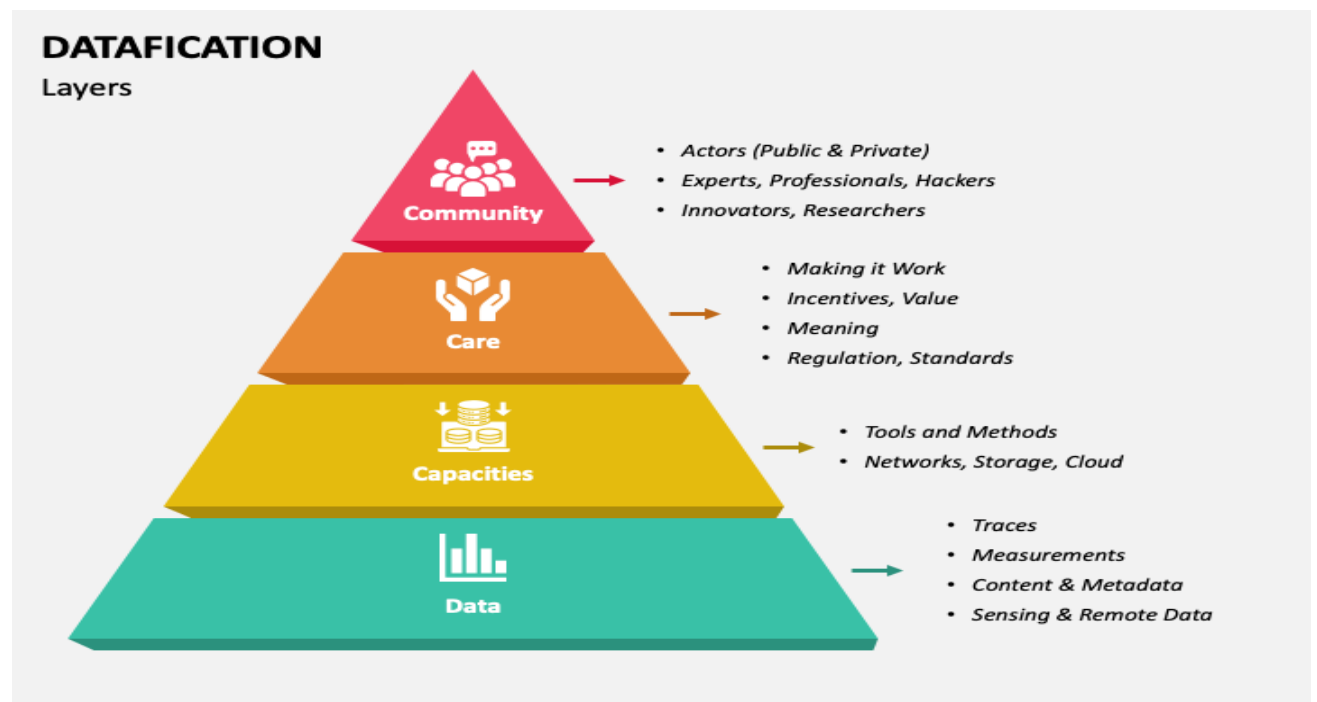 DATAFICATION
Layers
Community
• Actors (Public & Private)
• Experts, Professionals, Hackers
• Innovators, Researchers
Care
• Making it Work
• Incentives, Value
• Meaning
• Regulation, Standards
Capacities
• Tools and Methods
• Networks, Storage, Cloud
Data
• Traces
• Measurements
• Content & Metadata
• Sensing & Remote Data